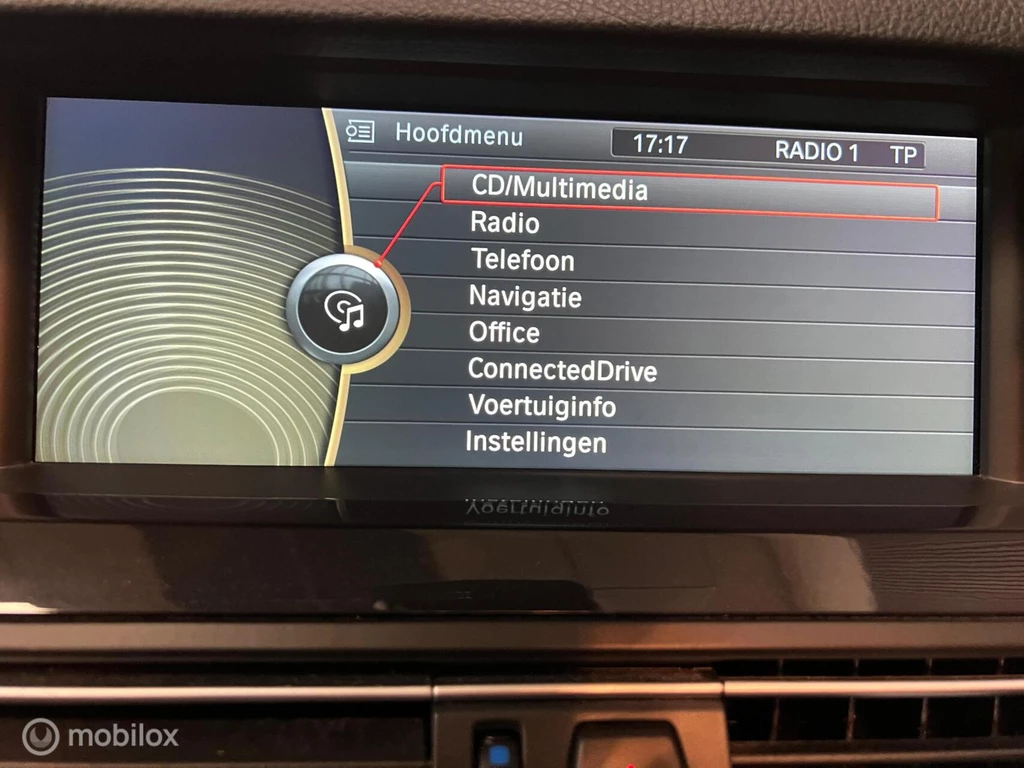 Hoofdmenu 17:17 RADIO 1 TP
CD/Multimedia
Radio
Telefoon
Navigatie
Office
ConnectedDrive
Voertuiginfo
Instellingen
mobilox